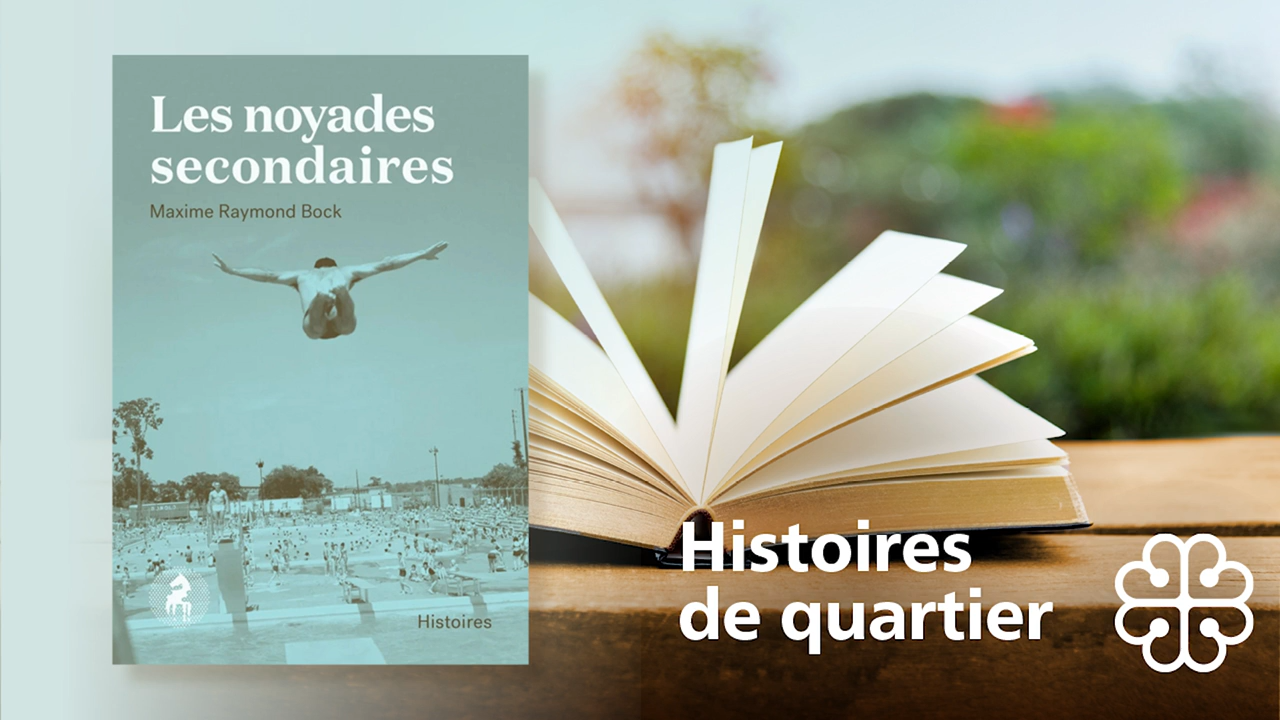 Les noyades
secondaires
Maxime Raymond Bock
Histoires
Histoires
de quartier